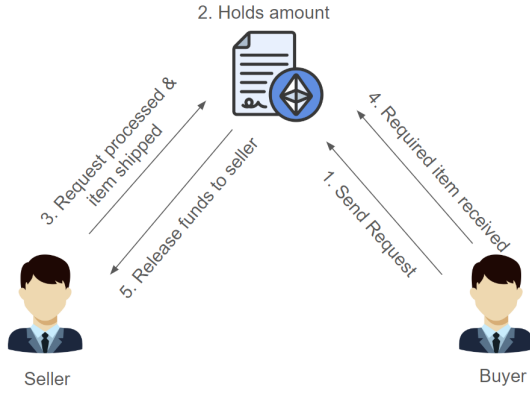 2. Holds amount
3. Request processed &
item shipped
5. Release funds to seller
4. Required item received
1. Send Request
Seller
Buyer